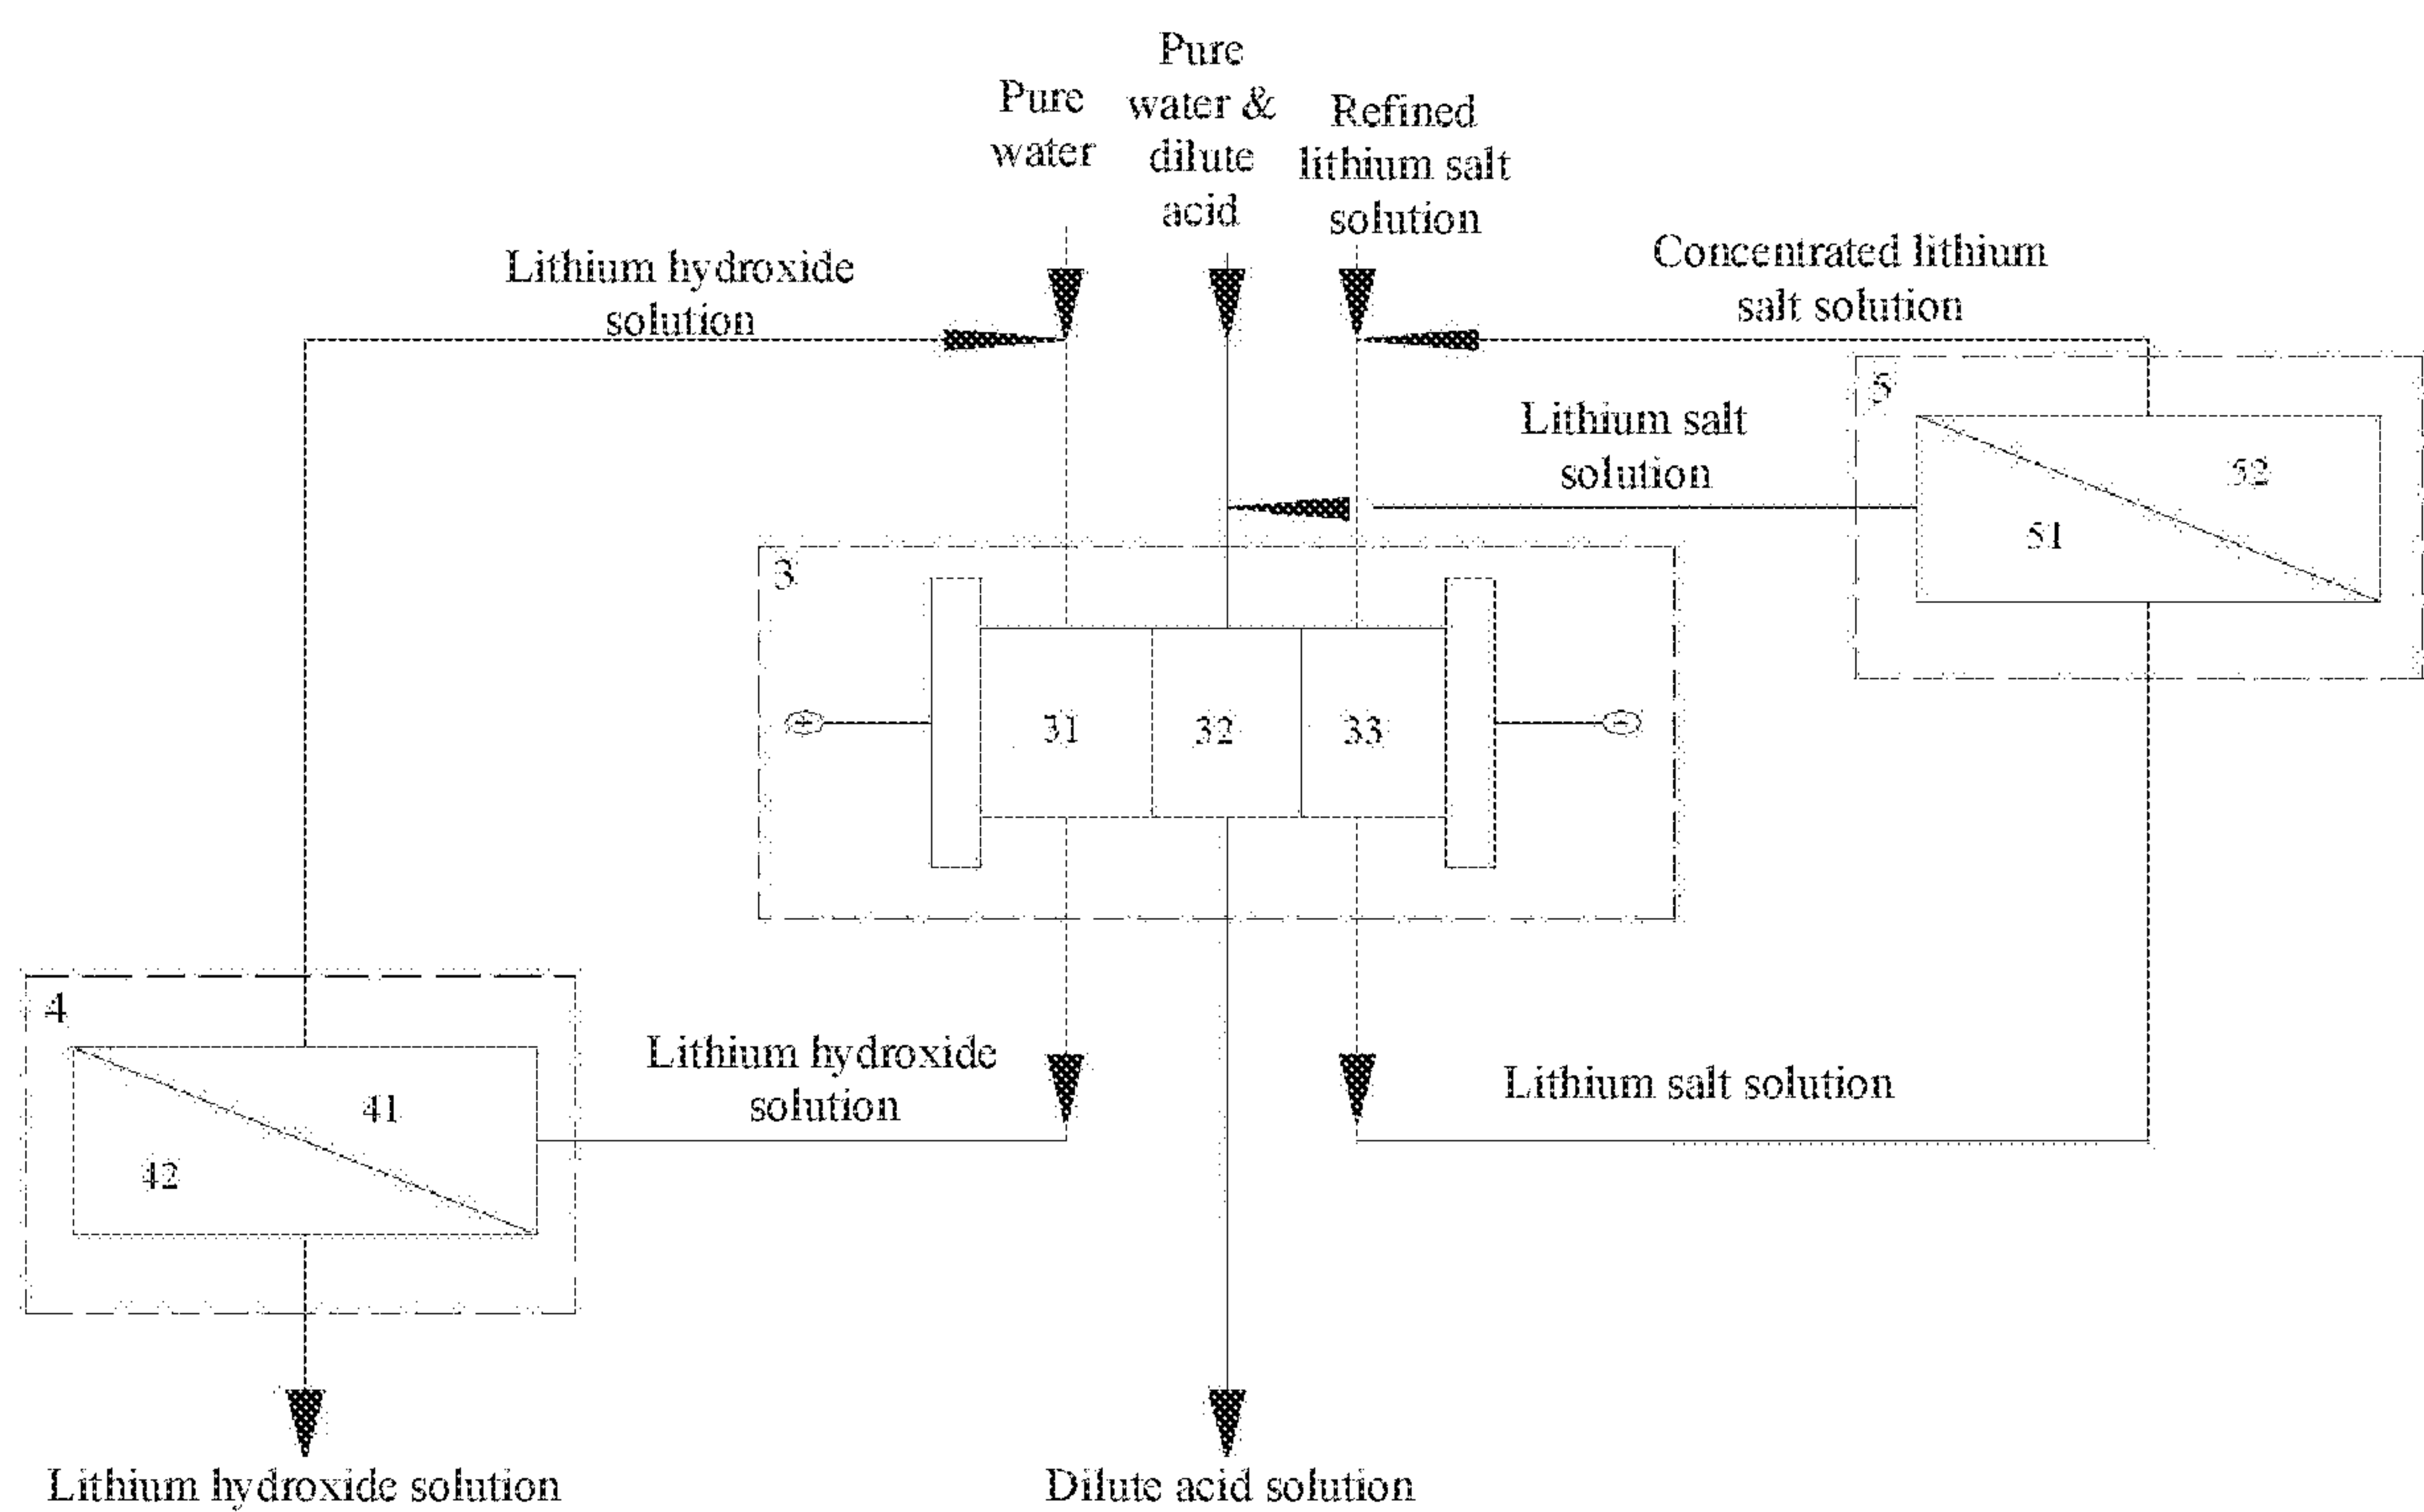 Pure
water
Pure
water &
dilute
acid
Refined
lithium salt
solution
Lithium hydroxide
solution
Concentrated lithium
salt solution
5
52
51
Lithium salt
solution
3
+
31
32
33
-
4
41
42
Lithium hydroxide
solution
Lithium salt solution
Lithium hydroxide solution
Dilute acid solution